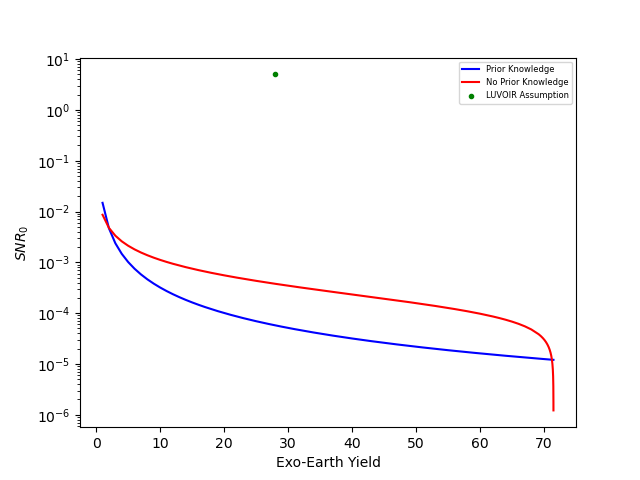 Prior Knowledge
No Prior Knowledge
LUVOIR Assumption
10¹
10⁰
10⁻¹
10⁻²
10⁻³
10⁻⁴
10⁻⁵
10⁻⁶
SNR₀
0 10 20 30 40 50 60 70
Exo-Earth Yield